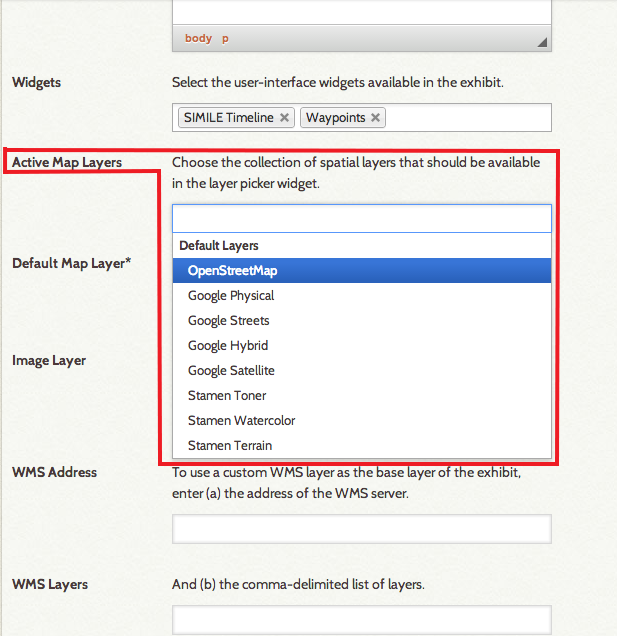 body p
Widgets
Select the user-interface widgets available in the exhibit.
SIMILE Timeline × Waypoints ×
Active Map Layers
Choose the collection of spatial layers that should be available
in the layer picker widget.
Default Layers
Default Map Layer*
OpenStreetMap
Google Physical
Google Streets
Google Hybrid
Image Layer
Google Satellite
Stamen Toner
Stamen Watercolor
Stamen Terrain
WMS Address
To use a custom WMS layer as the base layer of the exhibit,
enter (a) the address of the WMS server.
WMS Layers
And (b) the comma-delimited list of layers.